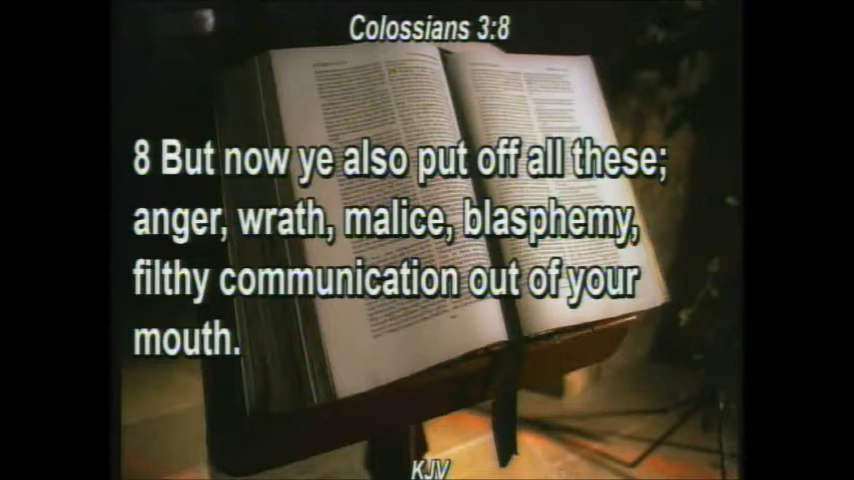 Colossians 3:8
8 But now ye also put off all these;
anger, wrath, malice, blasphemy,
filthy communication out of your
mouth.
KJV